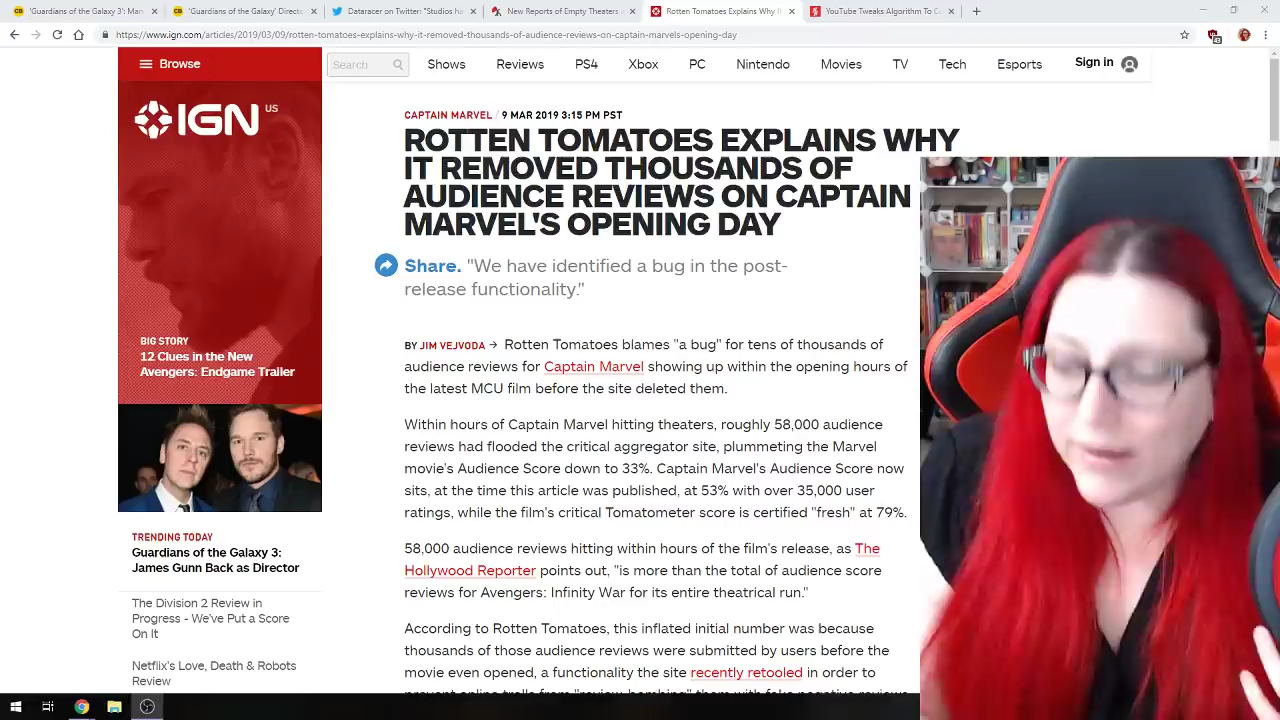 'Guardians of the Galaxy 3: Man
'Guardians of the Galaxy' Direct
Dataracer on Twitter: "Studios ha
New Reports of Empty Theaters a
Rotten Tomatoes Explains Why It
YouTube Tweaks Algorithm To C
https://www.ign.com/articles/2019/03/09/rotten-tomatoes-explains-why-it-removed-thousands-of-audience-reviews-on-captain-marvels-opening-day
Browse
Search
Shows
Reviews
PS4
Xbox
PC
Nintendo
Movies
TV
Tech
Esports
Sign in
IGN US
BIG STORY
12 Clues in the New
Avengers: Endgame Trailer
TRENDING TODAY
Guardians of the Galaxy 3:
James Gunn Back as Director
The Division 2 Review in
Progress - We've Put a Score
On It
Netflix's Love, Death & Robots
Review
CAPTAIN MARVEL / 9 MAR 2019 3:15 PM PST
ROTTEN TOMATOES EXPLAINS WHY
IT REMOVED THOUSANDS OF
AUDIENCE REVIEWS ON CAPTAIN
MARVEL'S OPENING DAY
Share. "We have identified a bug in the post-
release functionality."
BY JIM VEJVODA Rotten Tomatoes blames "a bug" for tens of thousands of
audience reviews for Captain Marvel showing up within the opening hours of
the latest MCU film before the site deleted them.
Within hours of Captain Marvel hitting theaters, roughly 58,000 audience
reviews had flooded the critical aggregator site, plummeting the Marvel
movie's Audience Score down to 33%. Captain Marvel's Audience Score now
sits, at the time this article was published, at 53% with over 35,000 user
ratings, while the film's critical Tomatometer score is certified "fresh" at 79%.
58,000 audience reviews hitting within hours of the film's release, as The
Hollywood Reporter points out, "is more than the total of audience score
reviews for Avengers: Infinity War for its entire theatrical run."
According to Rotten Tomatoes, this inflated initial number was because
thousands of those audience reviews were submitted by users before the
movie even opened, a functionality the site recently retooled in order to
prevent online trolls from "review-bombing" them with fake negative reviews